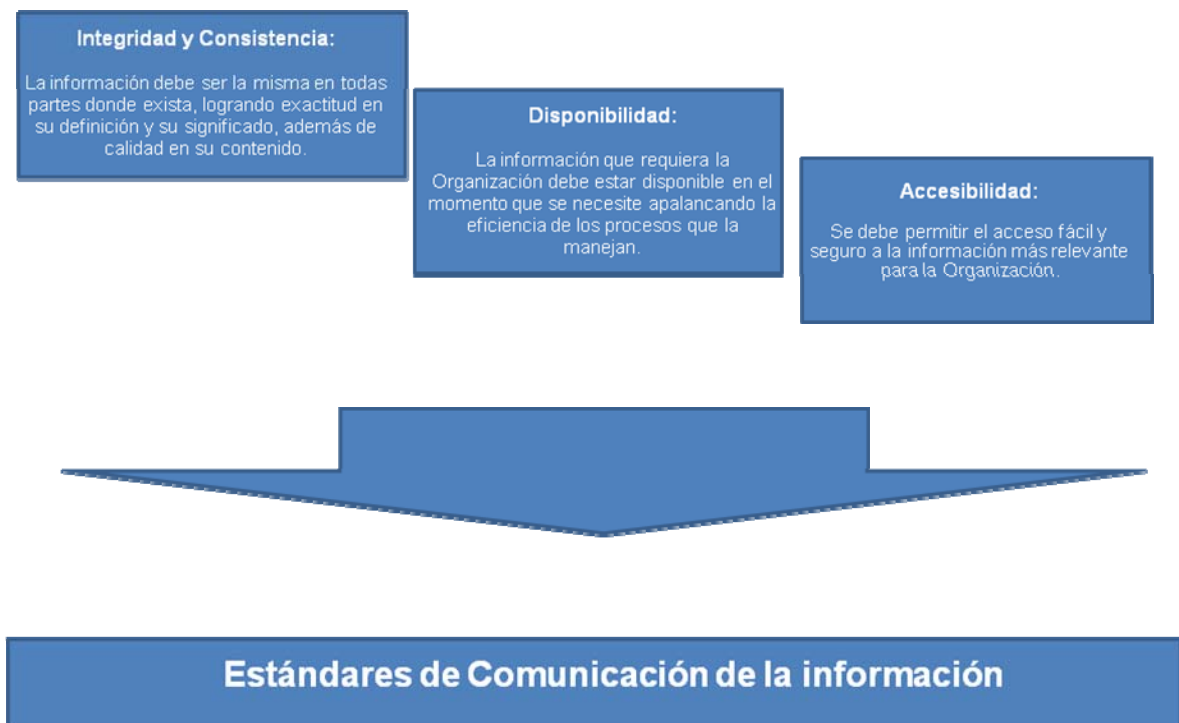 Integridad y Consistencia:
La información debe ser la misma en todas
partes donde exista, logrando exactitud en
su definición y su significado, además de
calidad en su contenido.
Disponibilidad:
La información que requiera la
Organización debe estar disponible en el
momento que se necesite apalancando la
eficiencia de los procesos que la
manejan.
Accesibilidad:
Se debe permitir el acceso fácil y
seguro a la información más relevante
para la Organización.
Estándares de Comunicación de la información